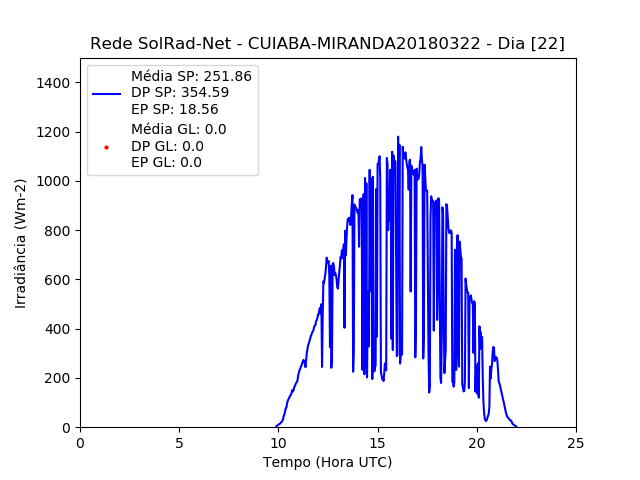 Rede SolRad-Net - CUIABA-MIRANDA20180322 - Dia [22]
Média SP: 251.86
DP SP: 354.59
EP SP: 18.56
Média GL: 0.0
DP GL: 0.0
EP GL: 0.0
1400
1200
1000
800
600
400
200
0
Irradiância (Wm-2)
0 5 10 15 20 25
Tempo (Hora UTC)